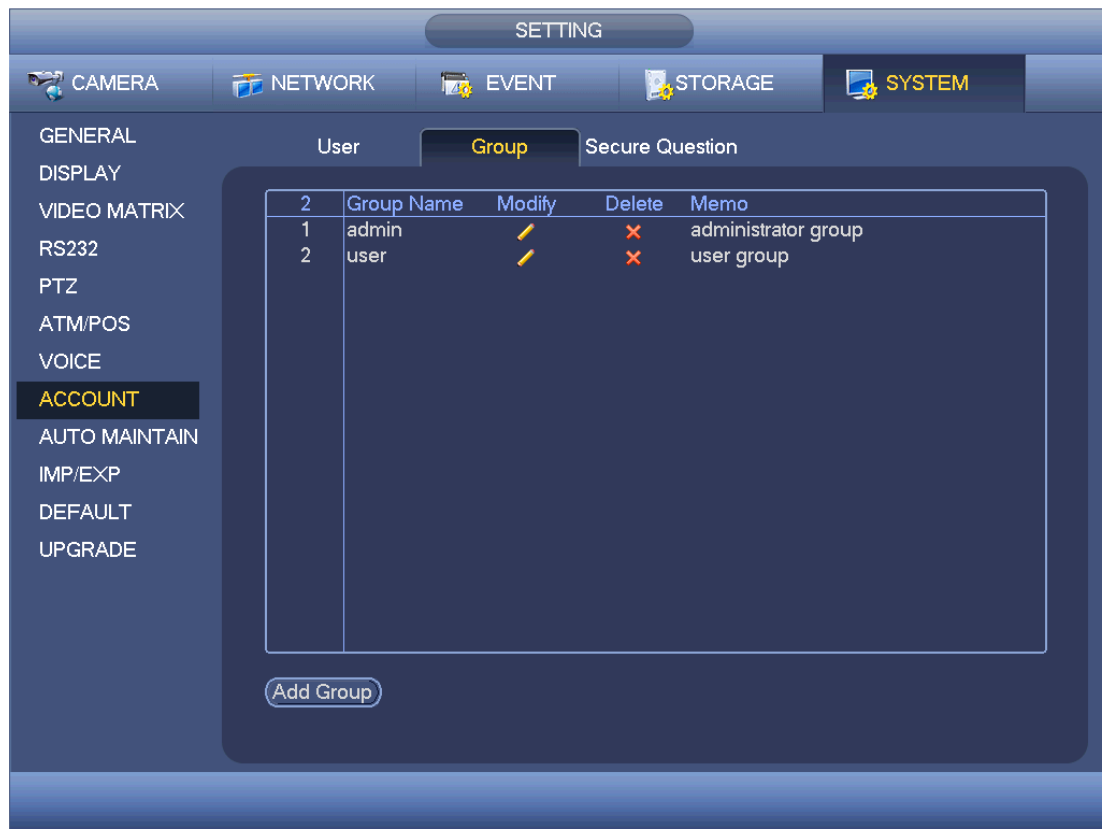 SETTING
CAMERA NETWORK EVENT STORAGE SYSTEM
GENERAL
DISPLAY
VIDEO MATRIX
RS232
PTZ
ATM/POS
VOICE
ACCOUNT
AUTO MAINTAIN
IMP/EXP
DEFAULT
UPGRADE
User Group Secure Question
2 Group Name Modify Delete Memo
1 admin administrator group
2 user user group
Add Group